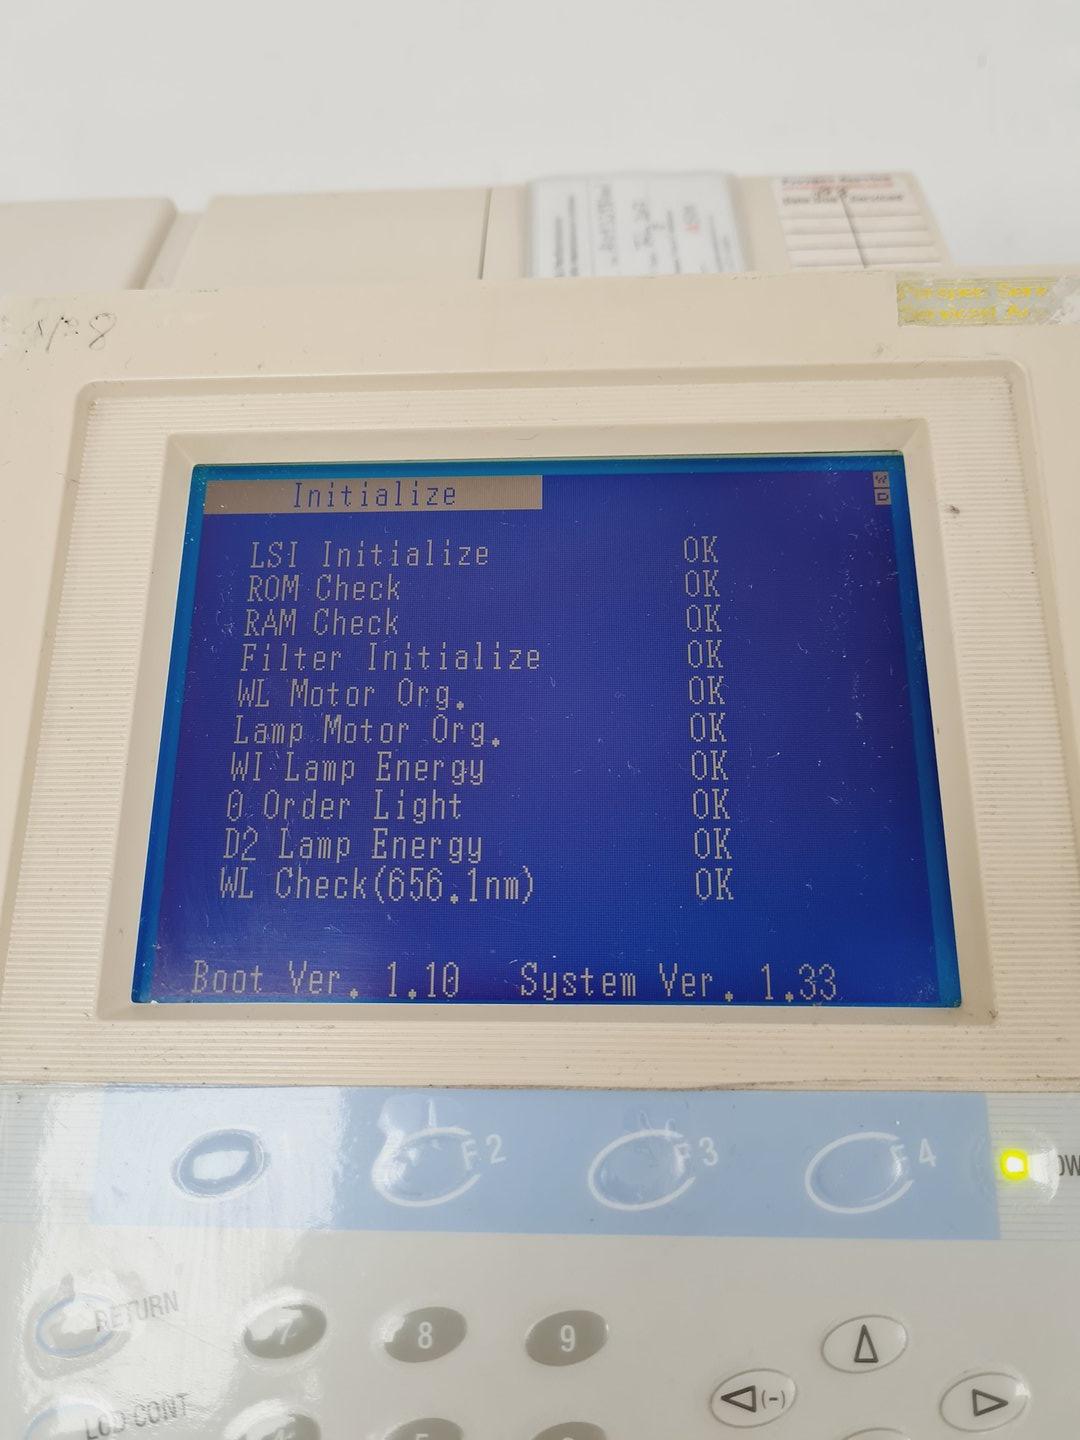 Initialize
W
D
LSI Initialize OK
ROM Check OK
RAM Check OK
Filter Initialize OK
WL Motor Org. OK
Lamp Motor Org. OK
WI Lamp Energy OK
0 Order Light OK
D2 Lamp Energy OK
WL Check(656.1nm) OK
Boot Ver. 1.10 System Ver. 1.33
F2 F3 F4
RETURN 7 8 9
(-)
LCD CONT